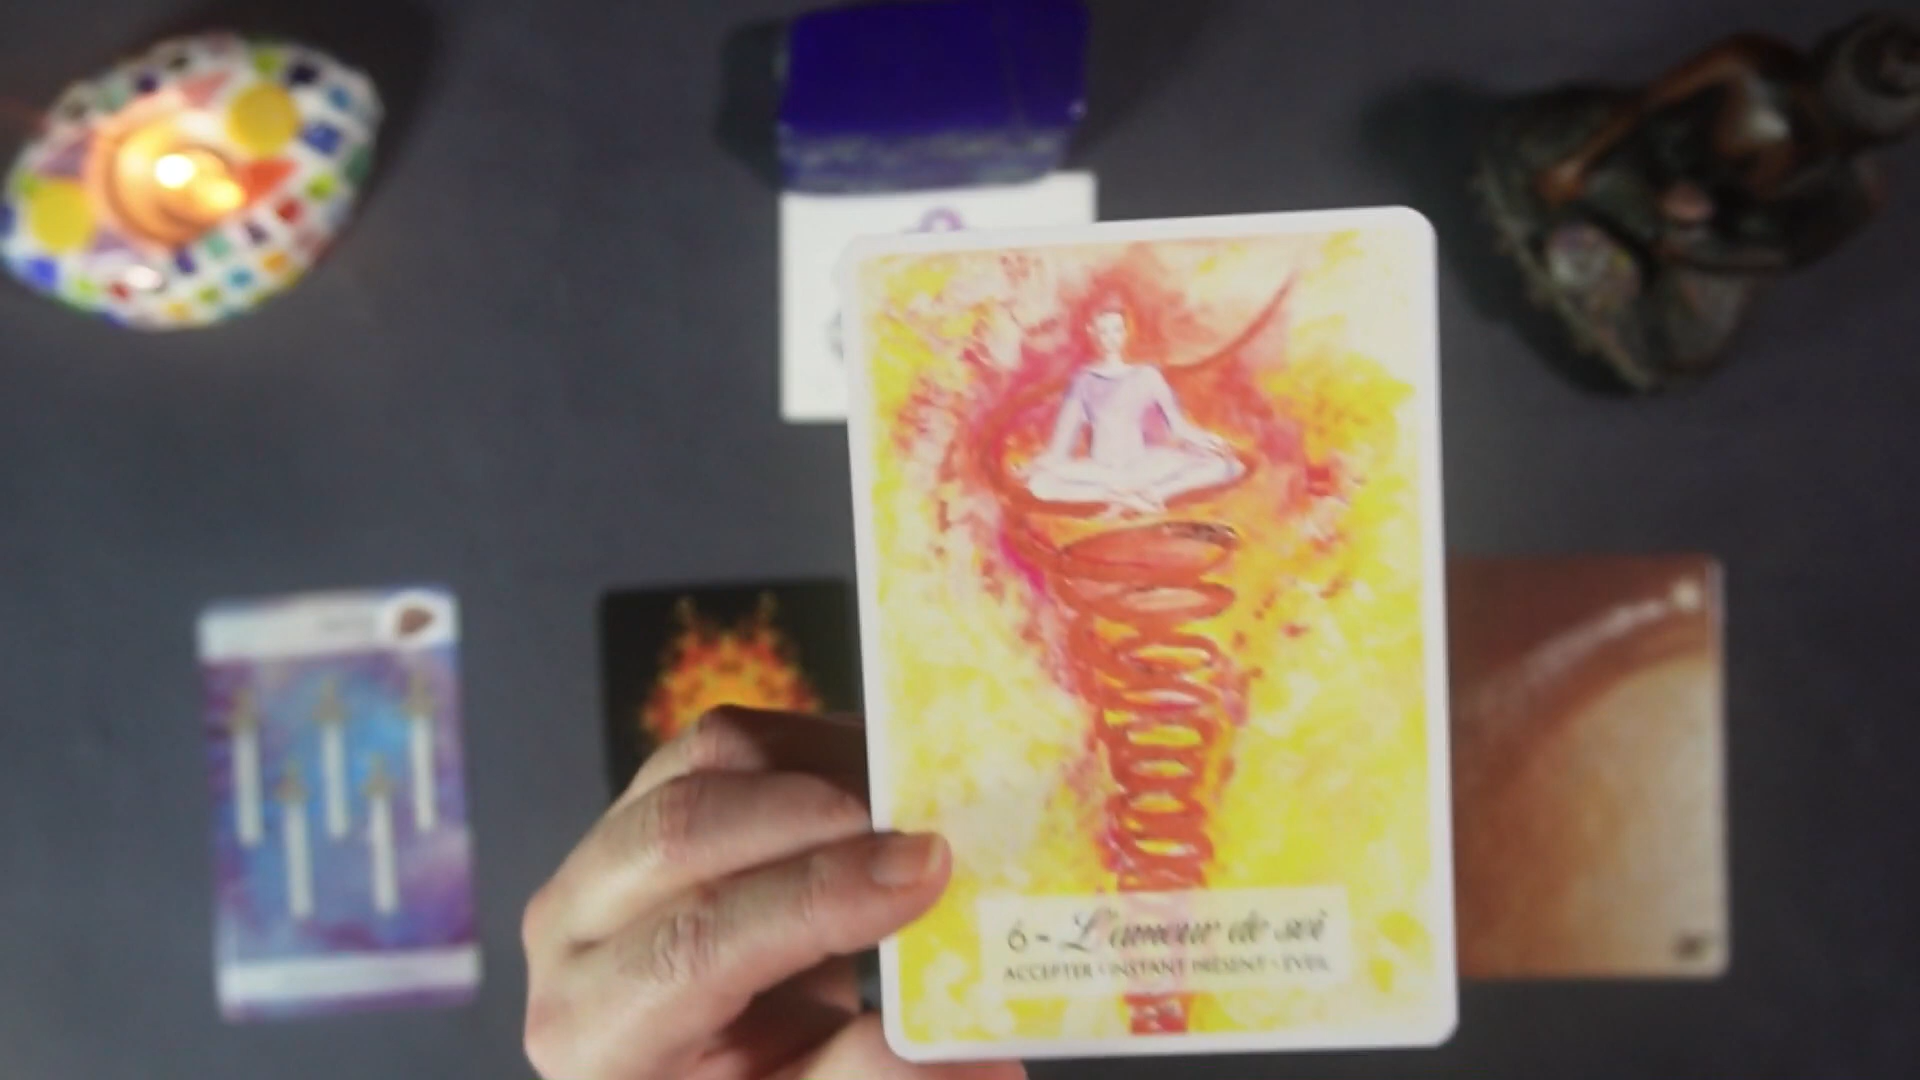 6 - L'amour de soi
ACCEPTER • INSTANT PRÉSENT • ÉVEIL